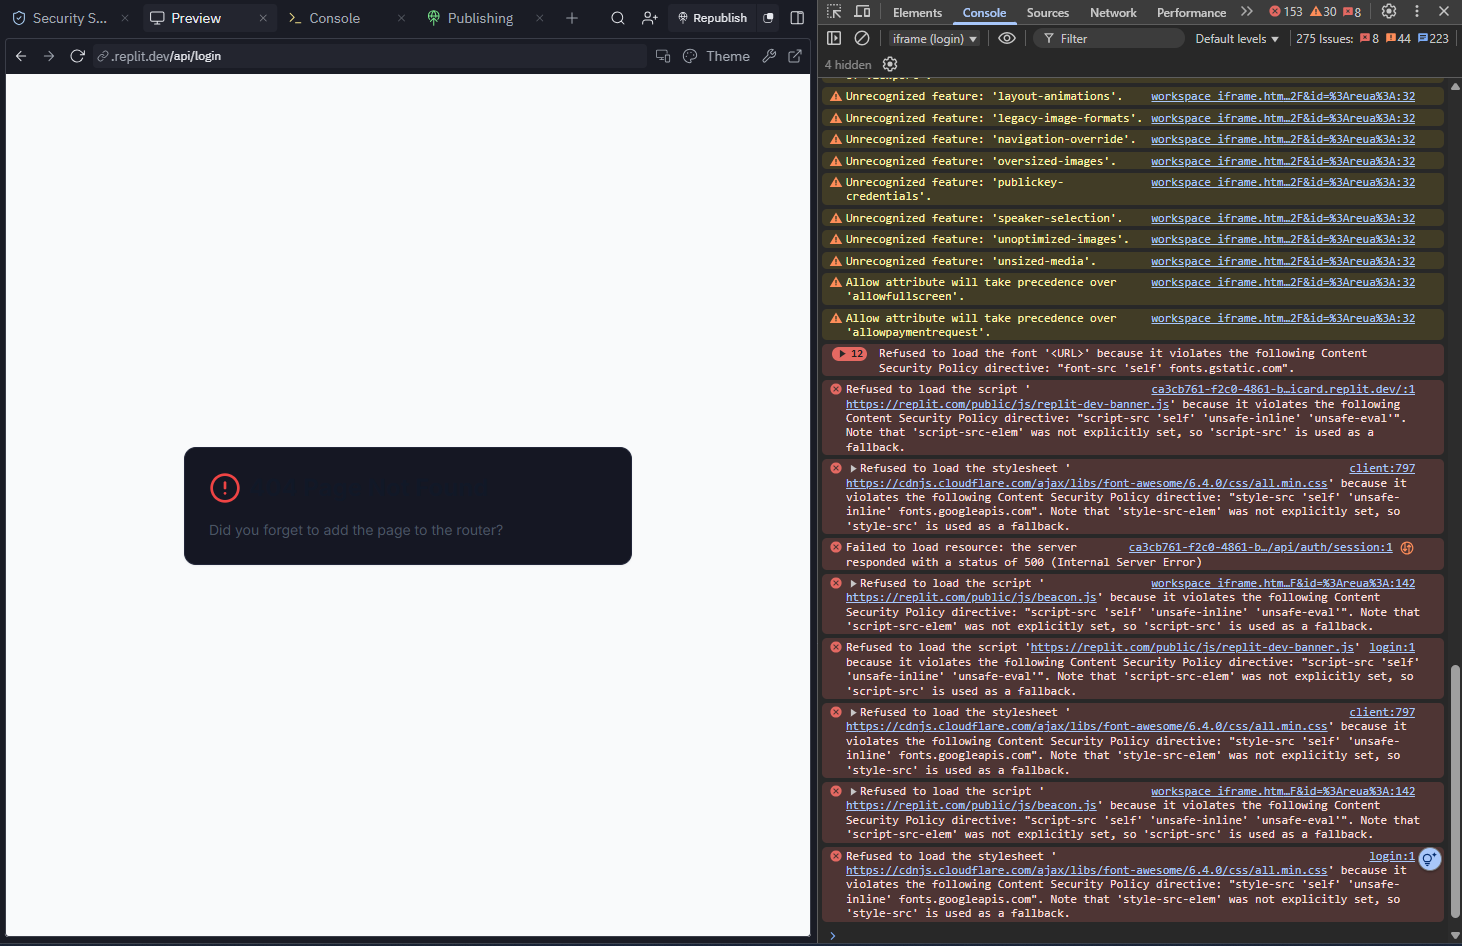 Security S...
Preview
Console
Publishing
Republish
.replit.dev/api/login
Theme
Did you forget to add the page to the router?
Elements
Console
Sources
Network
Performance
153
30
8
iframe (login)
Filter
Default levels
275 Issues:
8
44
223
4 hidden
Unrecognized feature: 'layout-animations'. workspace_iframe.htm…2F&id=%3Areua%3A:32
Unrecognized feature: 'legacy-image-formats'. workspace_iframe.htm…2F&id=%3Areua%3A:32
Unrecognized feature: 'navigation-override'. workspace_iframe.htm…2F&id=%3Areua%3A:32
Unrecognized feature: 'oversized-images'. workspace_iframe.htm…2F&id=%3Areua%3A:32
Unrecognized feature: 'publickey- workspace_iframe.htm…2F&id=%3Areua%3A:32
credentials'.
Unrecognized feature: 'speaker-selection'. workspace_iframe.htm…2F&id=%3Areua%3A:32
Unrecognized feature: 'unoptimized-images'. workspace_iframe.htm…2F&id=%3Areua%3A:32
Unrecognized feature: 'unsized-media'. workspace_iframe.htm…2F&id=%3Areua%3A:32
Allow attribute will take precedence over workspace_iframe.htm…2F&id=%3Areua%3A:32
'allowfullscreen'.
Allow attribute will take precedence over workspace_iframe.htm…2F&id=%3Areua%3A:32
'allowpaymentrequest'.
12 Refused to load the font '<URL>' because it violates the following Content
Security Policy directive: "font-src 'self' fonts.gstatic.com".
Refused to load the script ' ca3cb761-f2c0-4861-b…icard.replit.dev/:1
https://replit.com/public/js/replit-dev-banner.js' because it violates the following
Content Security Policy directive: "script-src 'self' 'unsafe-inline' 'unsafe-eval'".
Note that 'script-src-elem' was not explicitly set, so 'script-src' is used as a
fallback.
Refused to load the stylesheet ' client:797
https://cdnjs.cloudflare.com/ajax/libs/font-awesome/6.4.0/css/all.min.css' because it
violates the following Content Security Policy directive: "style-src 'self' 'unsafe-
inline' fonts.googleapis.com". Note that 'style-src-elem' was not explicitly set, so
'style-src' is used as a fallback.
Failed to load resource: the server ca3cb761-f2c0-4861-b…/api/auth/session:1
responded with a status of 500 (Internal Server Error)
Refused to load the script ' workspace_iframe.htm…F&id=%3Areua%3A:142
https://replit.com/public/js/beacon.js' because it violates the following Content
Security Policy directive: "script-src 'self' 'unsafe-inline' 'unsafe-eval'". Note that
'script-src-elem' was not explicitly set, so 'script-src' is used as a fallback.
Refused to load the script 'https://replit.com/public/js/replit-dev-banner.js' login:1
because it violates the following Content Security Policy directive: "script-src 'self'
'unsafe-inline' 'unsafe-eval'". Note that 'script-src-elem' was not explicitly set, so
'script-src' is used as a fallback.
Refused to load the stylesheet ' client:797
https://cdnjs.cloudflare.com/ajax/libs/font-awesome/6.4.0/css/all.min.css' because it
violates the following Content Security Policy directive: "style-src 'self' 'unsafe-
inline' fonts.googleapis.com". Note that 'style-src-elem' was not explicitly set, so
'style-src' is used as a fallback.
Refused to load the script ' workspace_iframe.htm…F&id=%3Areua%3A:142
https://replit.com/public/js/beacon.js' because it violates the following Content
Security Policy directive: "script-src 'self' 'unsafe-inline' 'unsafe-eval'". Note that
'script-src-elem' was not explicitly set, so 'script-src' is used as a fallback.
Refused to load the stylesheet ' login:1
https://cdnjs.cloudflare.com/ajax/libs/font-awesome/6.4.0/css/all.min.css' because it
violates the following Content Security Policy directive: "style-src 'self' 'unsafe-
inline' fonts.googleapis.com". Note that 'style-src-elem' was not explicitly set, so
'style-src' is used as a fallback.